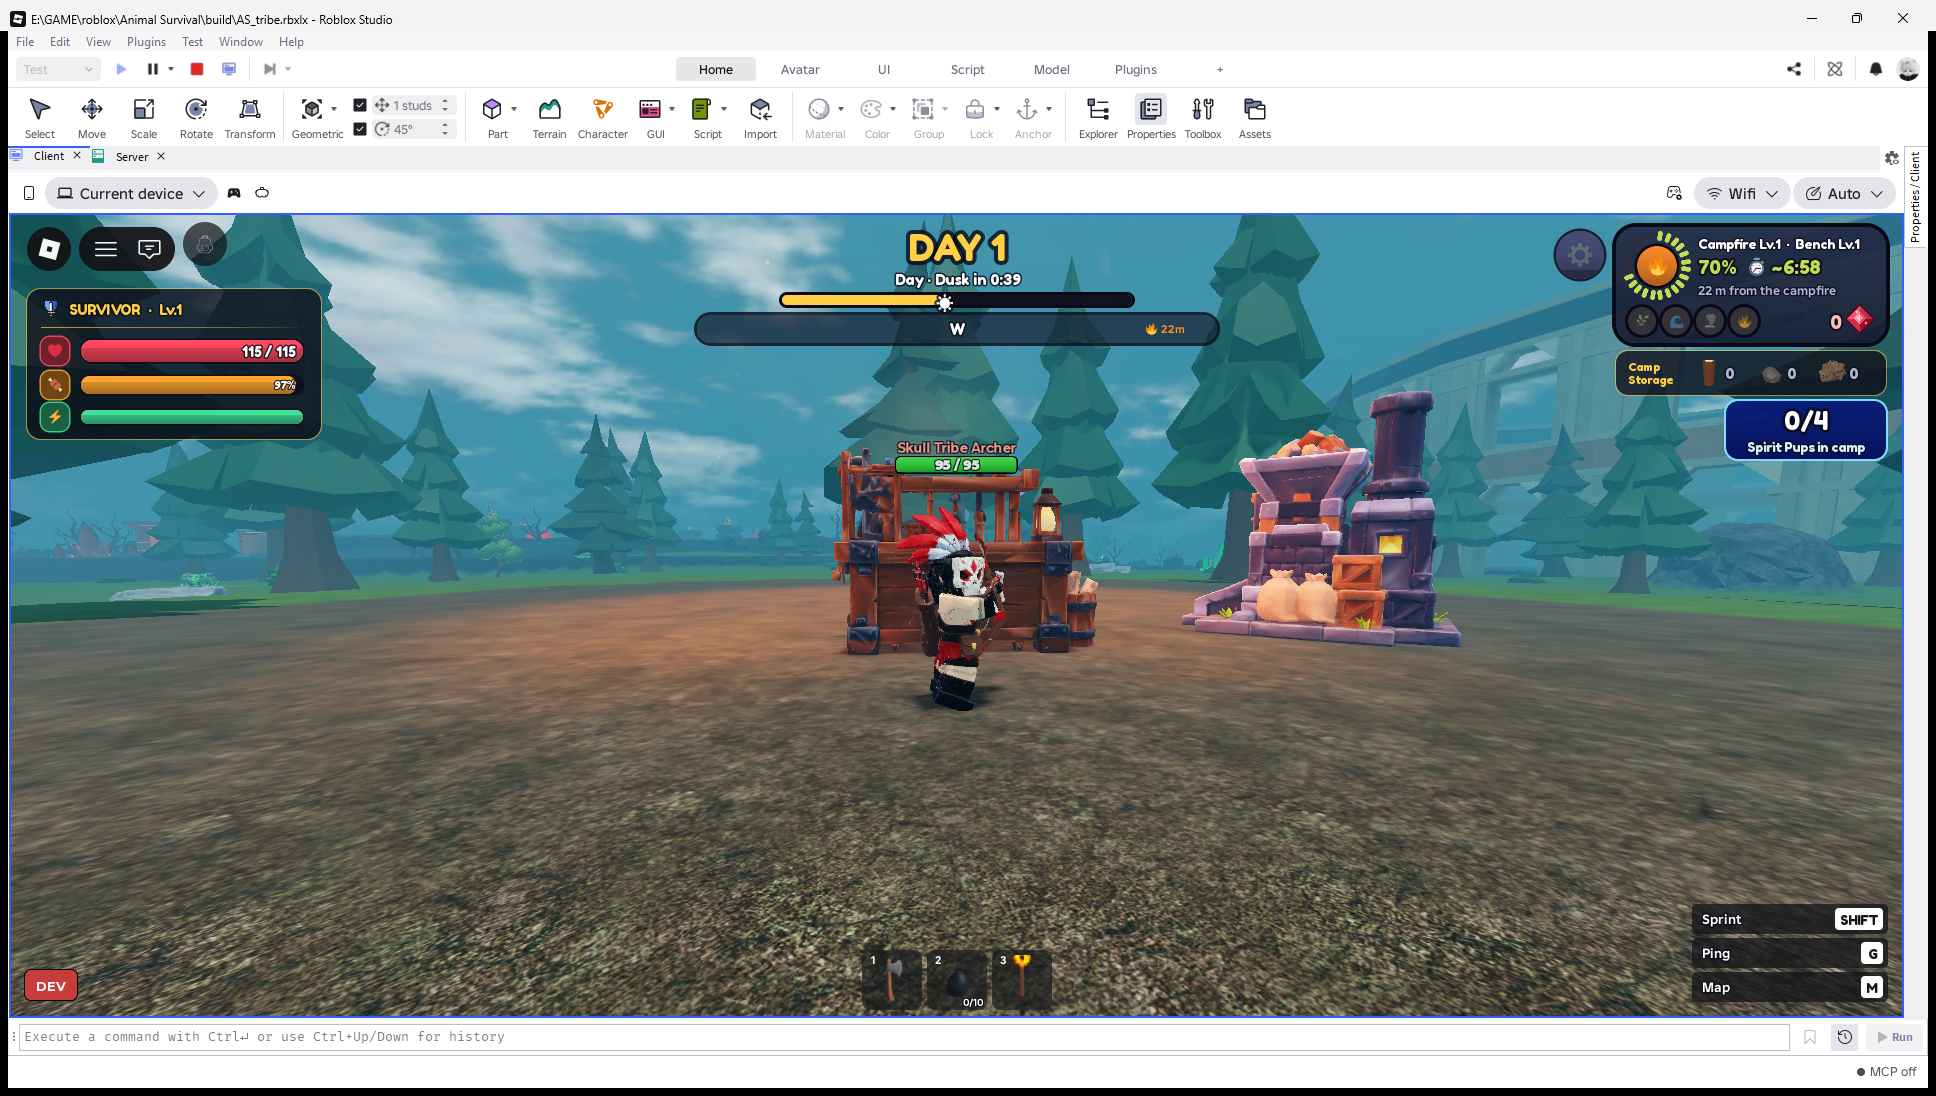 E:\GAME\roblox\Animal Survival\build\AS_tribe.rbxlx - Roblox Studio
File Edit View Plugins Test Window Help
Test
Home Avatar UI Script Model Plugins +
1 studs
45°
Select Move Scale Rotate Transform Geometric Part Terrain Character GUI Script Import Material Color Group Lock Anchor Explorer Properties Toolbox Assets
Client Server
Properties / Client
Current device
Wifi
Auto
DAY 1
Day · Dusk in 0:39
W
22m
SURVIVOR · Lv.1
115 / 115
97%
Campfire Lv.1 · Bench Lv.1
70% ~6:58
22 m from the campfire
0
Camp
Storage
0 0 0
0/4
Spirit Pups in camp
Skull Tribe Archer
95 / 95
Sprint SHIFT
Ping G
Map M
1 2 3
0/10
DEV
Execute a command with Ctrl↵ or use Ctrl+Up/Down for history
Run
MCP off